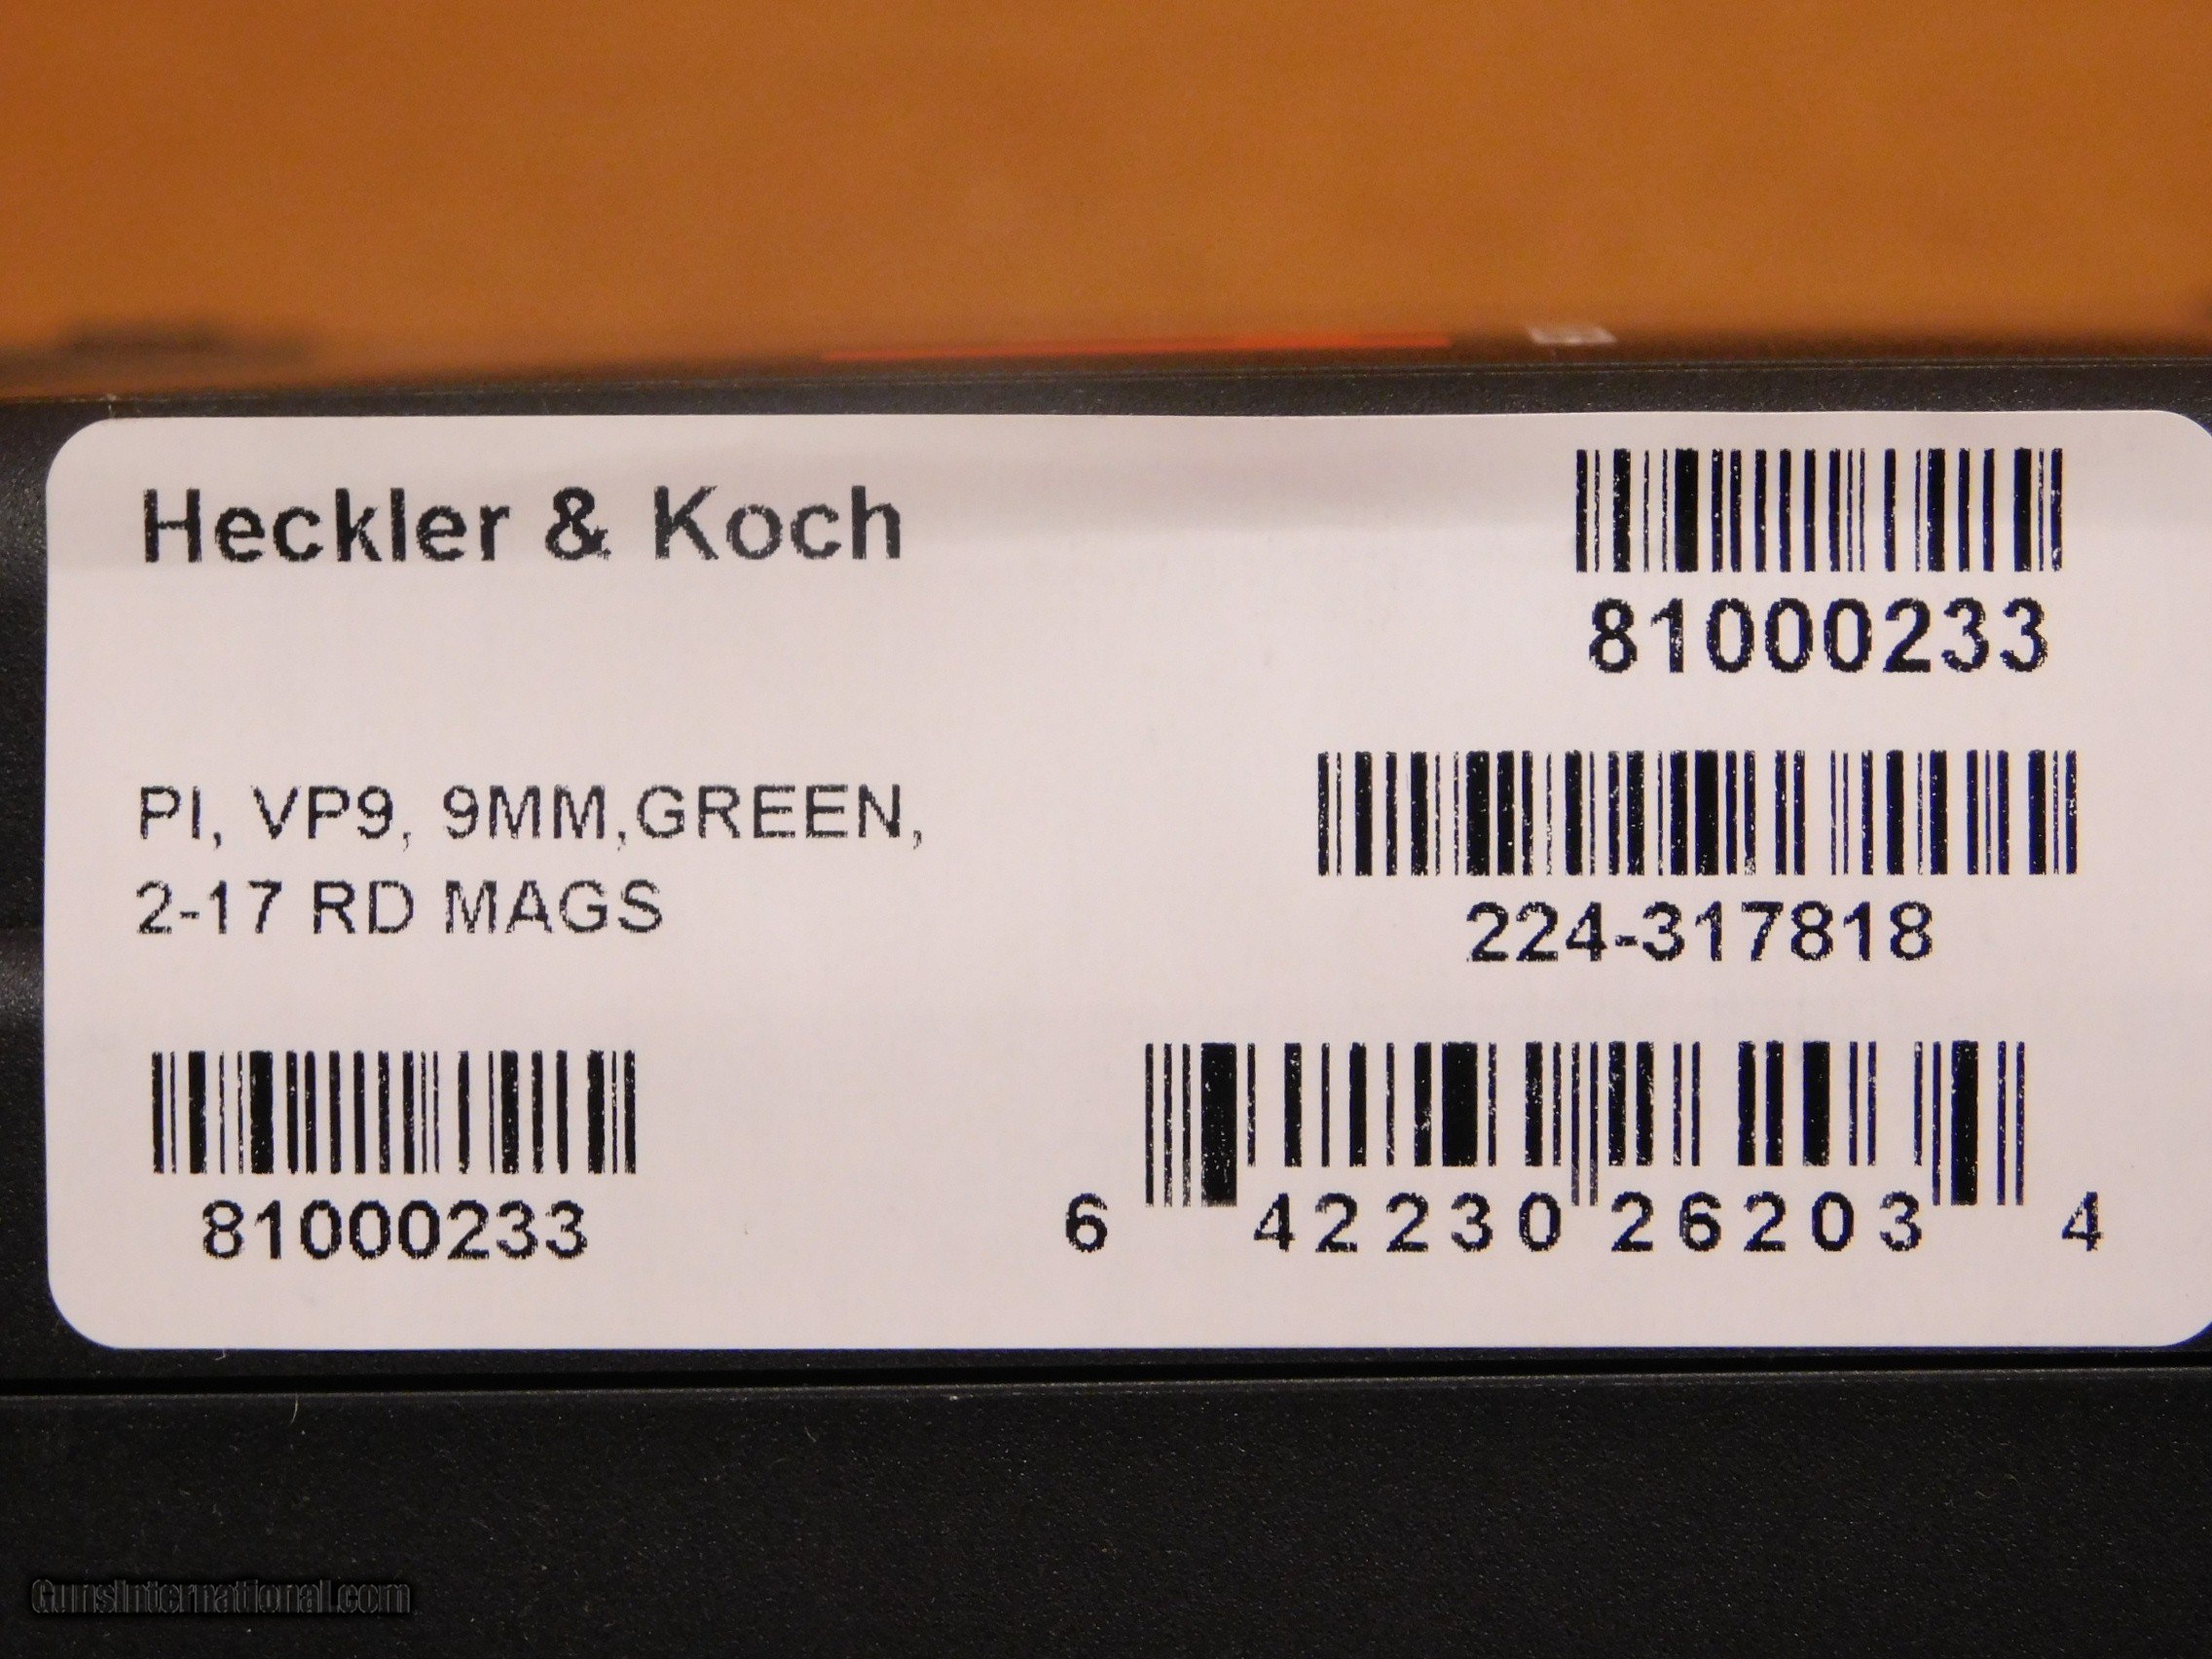 Heckler & Koch
81000233
PI, VP9, 9MM,GREEN,
2-17 RD MAGS
224-317818
81000233
6 42230 26203 4
GunsInternational.com